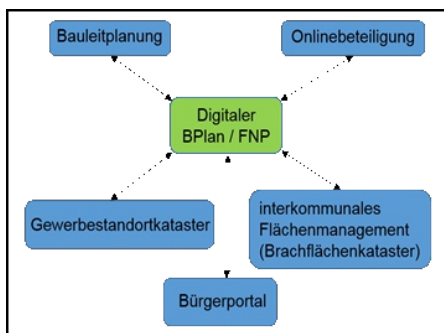 Bauleitplanung
Onlinebeteiligung
Digitaler
BPlan / FNP
Gewerbestandortkataster
interkommunales
Flächenmanagement
(Brachflächenkataster)
Bürgerportal